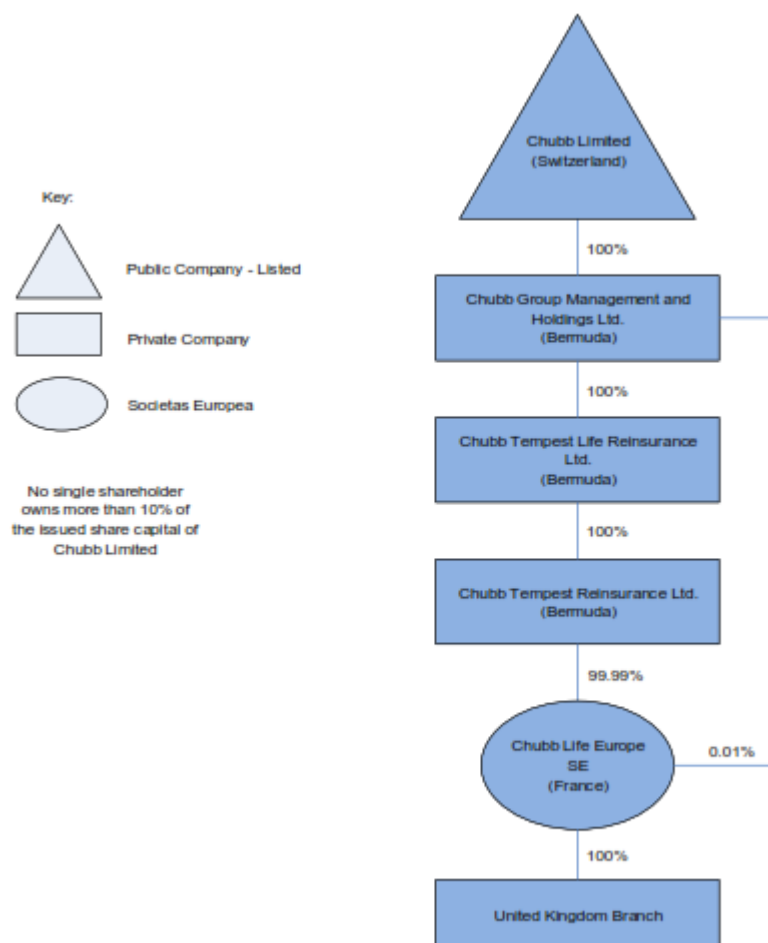 Key:
Public Company - Listed
Private Company
Societas Europea
No single shareholder
owns more than 10% of
the issued share capital of
Chubb Limited
Chubb Limited
(Switzerland)
100%
Chubb Group Management and
Holdings Ltd.
(Bermuda)
100%
Chubb Tempest Life Reinsurance
Ltd.
(Bermuda)
100%
Chubb Tempest Reinsurance Ltd.
(Bermuda)
99.99%
Chubb Life Europe
SE
(France)
0.01%
100%
United Kingdom Branch